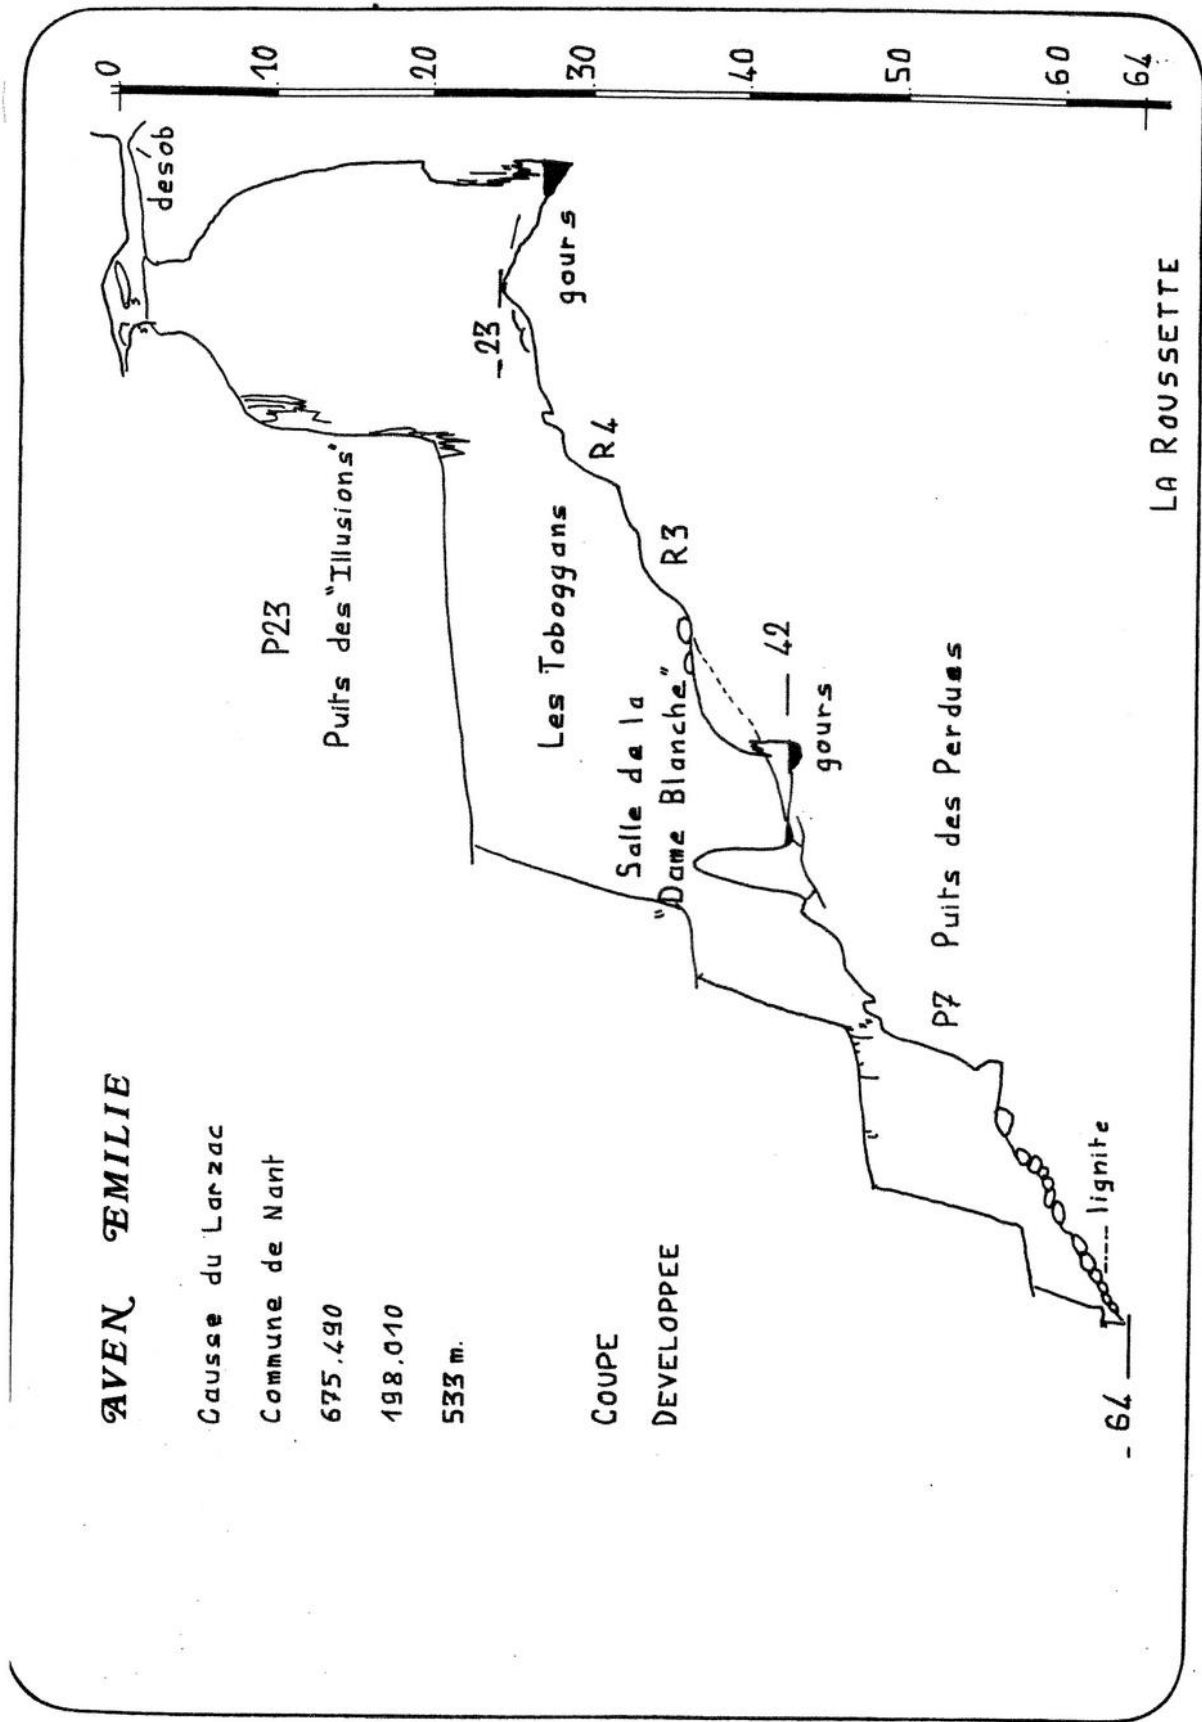 AVEN EMILIE
Causse du Larzac
Commune de Nant
675.490
198.010
533 m.
COUPE
DEVELOPPEE
desob
P23
Puits des "Illusions"
-23
gours
R4
Les Toboggans
R3
Salle de la
"Dame Blanche"
42
gours
P7 Puits des Perdues
lignite
-64
0
10
20
30
40
50
60
64
LA ROUSSETTE